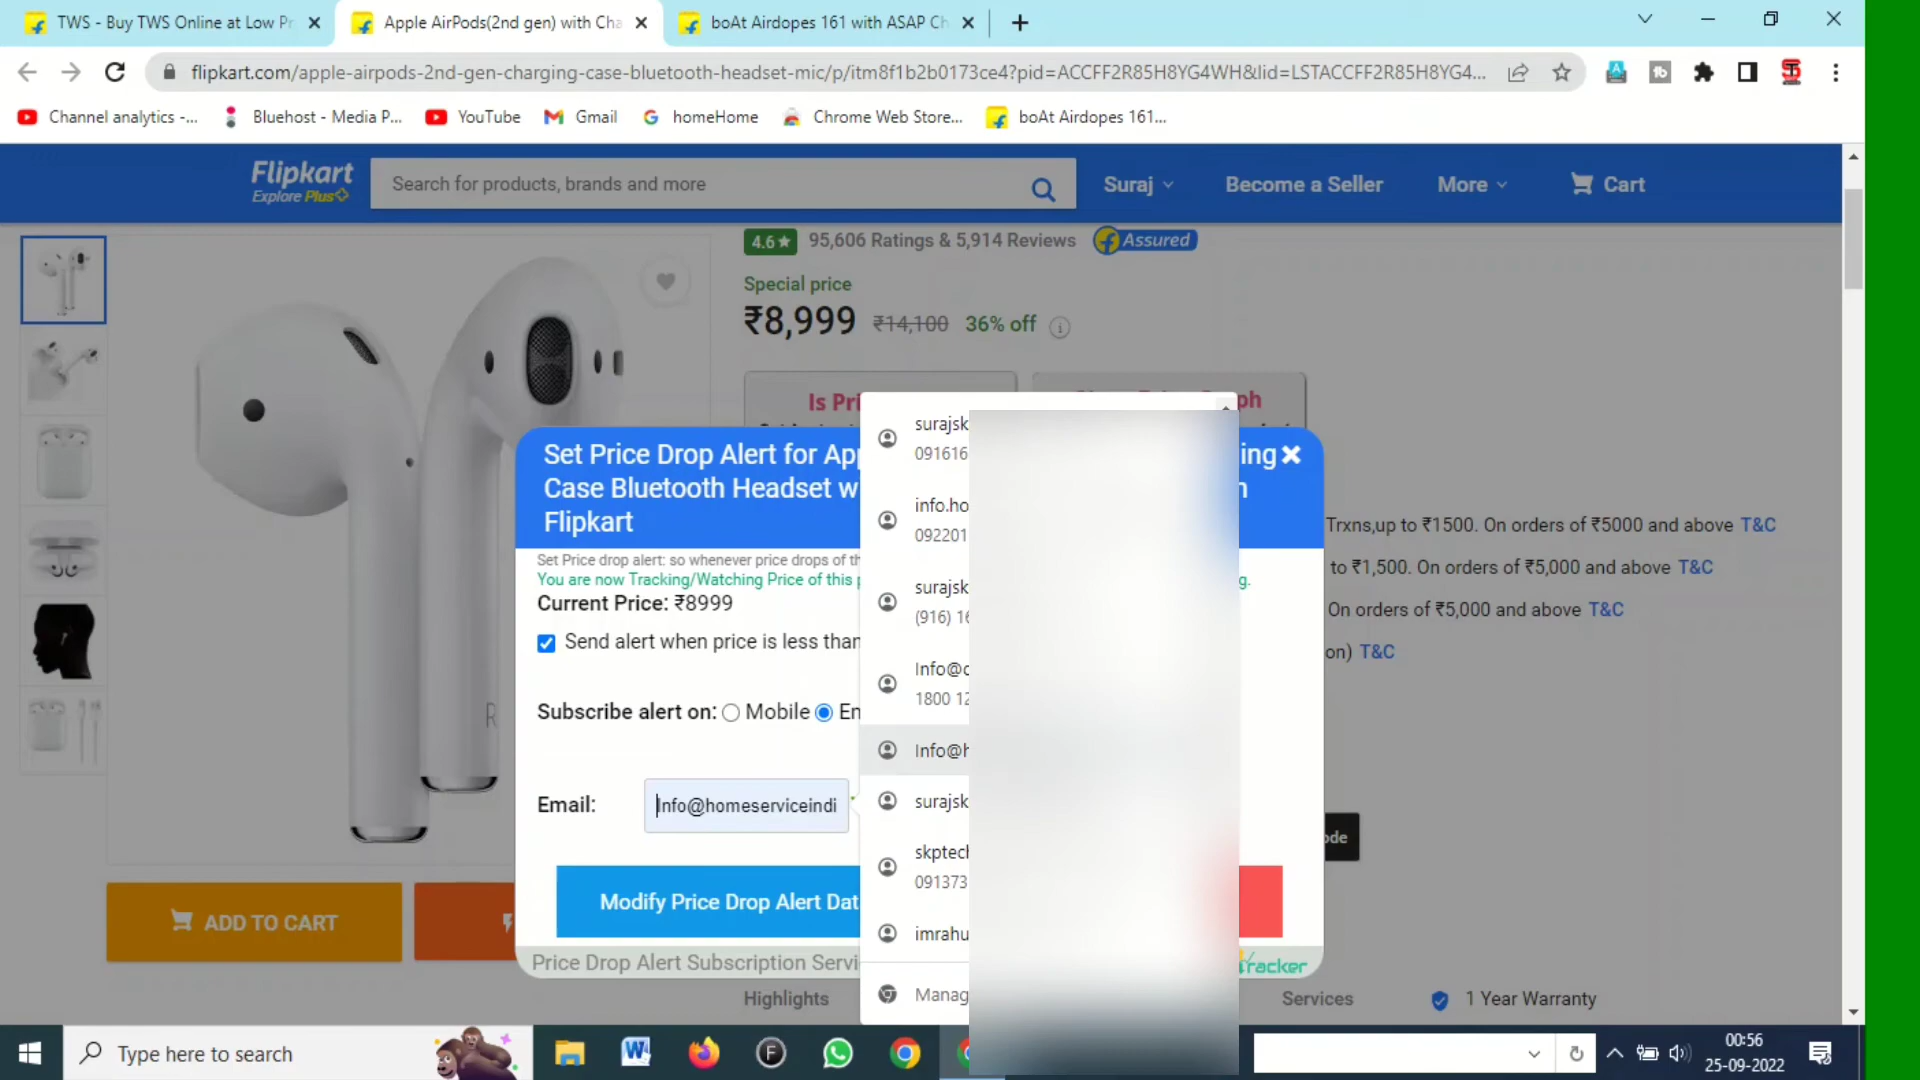 TWS - Buy TWS Online at Low Pr
Apple AirPods(2nd gen) with Cha
boAt Airdopes 161 with ASAP Ch
flipkart.com/apple-airpods-2nd-gen-charging-case-bluetooth-headset-mic/p/itm8f1b2b0173ce4?pid=ACCFF2R85H8YG4WH&lid=LSTACCFF2R85H8YG4...
Channel analytics -...
Bluehost - Media P...
YouTube
Gmail
homeHome
Chrome Web Store...
boAt Airdopes 161...
Flipkart
Explore Plus
Search for products, brands and more
Suraj
Become a Seller
More
Cart
4.6★ 95,606 Ratings & 5,914 Reviews
Assured
Special price
₹8,999 ₹14,100 36% off
Is Pri
ph
Set Price Drop Alert for App
ing
Case Bluetooth Headset w
Flipkart
Set Price drop alert: so whenever price drops of th
You are now Tracking/Watching Price of this p
g.
Current Price: ₹8999
Send alert when price is less than
Subscribe alert on: Mobile Em
Email: Info@homeserviceindi
Modify Price Drop Alert Dat
Price Drop Alert Subscription Servi
Tracker
surajsk
091616
info.ho
092201
surajsk
(916) 16
Info@c
1800 12
Info@h
surajsk
skptech
091373
imrahu
Manag
Trxns,up to ₹1500. On orders of ₹5000 and above T&C
to ₹1,500. On orders of ₹5,000 and above T&C
On orders of ₹5,000 and above T&C
on) T&C
ode
ADD TO CART
Highlights
Services
1 Year Warranty
Type here to search
00:56
25-09-2022